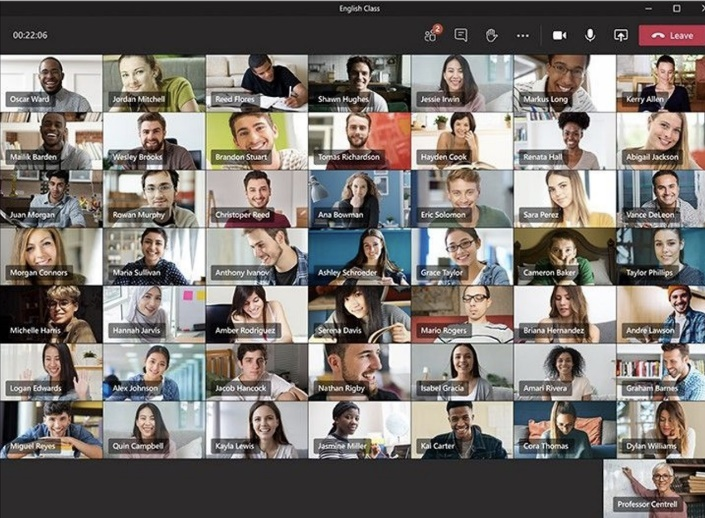 English Class
00:22:06
2
Leave
Oscar Ward
Jordan Mitchell
Reed Flores
Shawn Hughes
Jessie Irwin
Markus Long
Kerry Allen
Malik Barden
Wesley Brooks
Brandon Stuart
Tomas Richardson
Hayden Cook
Renata Hall
Abigail Jackson
Juan Morgan
Rowan Murphy
Christoper Reed
Ana Bowman
Eric Solomon
Sara Perez
Vance DeLeon
Morgan Connors
Maria Sullivan
Anthony Ivanov
Ashley Schroeder
Grace Taylor
Cameron Baker
Taylor Phillips
Michelle Harris
Hannah Jarvis
Amber Rodriguez
Serena Davis
Mario Rogers
Briana Hernandez
Andre Lawson
Logan Edwards
Alex Johnson
Jacob Hancock
Nathan Rigby
Isabel Gracia
Amari Rivera
Graham Barnes
Miguel Reyes
Quin Campbell
Kayla Lewis
Jasmine Miller
Kai Carter
Cora Thomas
Dylan Williams
Professor Centrell